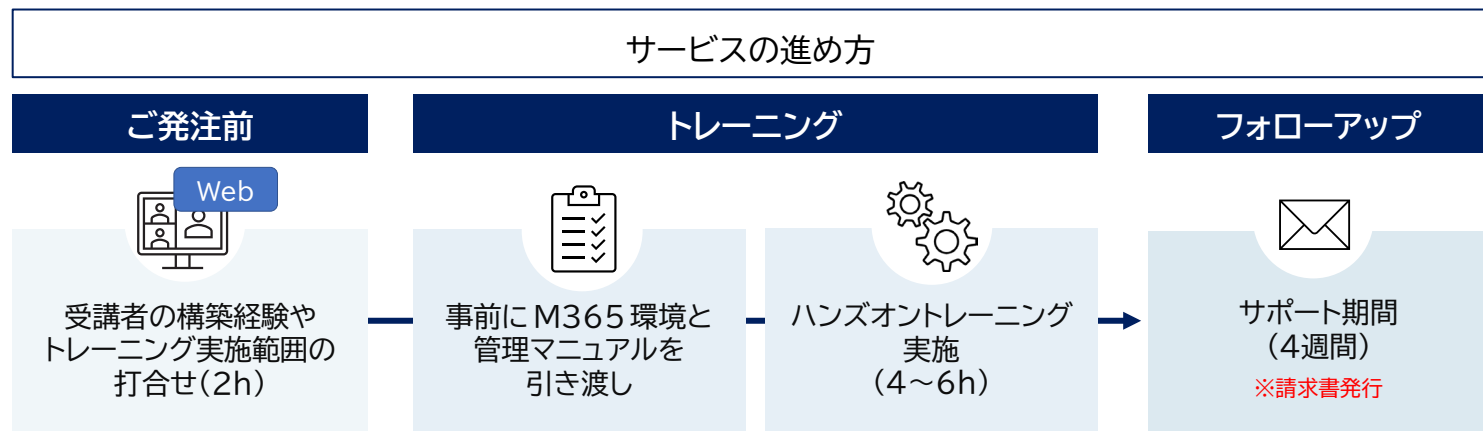 サービスの進め方
ご発注前
トレーニング
フォローアップ
Web
受講者の構築経験や
トレーニング実施範囲の
打合せ(2h)
事前にM365環境と
管理マニュアルを
引き渡し
ハンズオントレーニング
実施
(4～6h)
サポート期間
(4週間)
※請求書発行